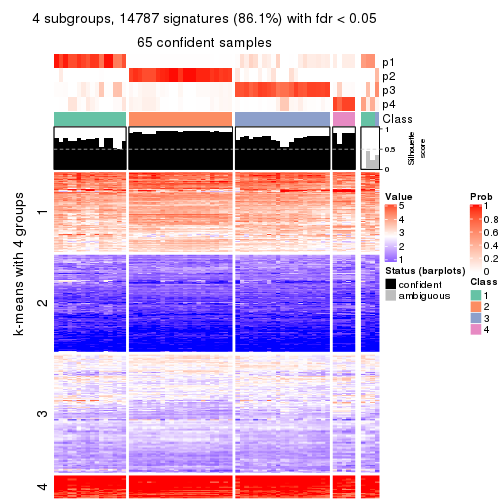 4 subgroups, 14787 signatures (86.1%) with fdr < 0.05
65 confident samples
p1
p2
p3
p4
Class
1
0.5
0
Silhouette
score
k-means with 4 groups
1
2
3
4
Value
5
4
3
2
1
Status (barplots)
confident
ambiguous
Prob
1
0.8
0.6
0.4
0.2
0
Class
1
2
3
4